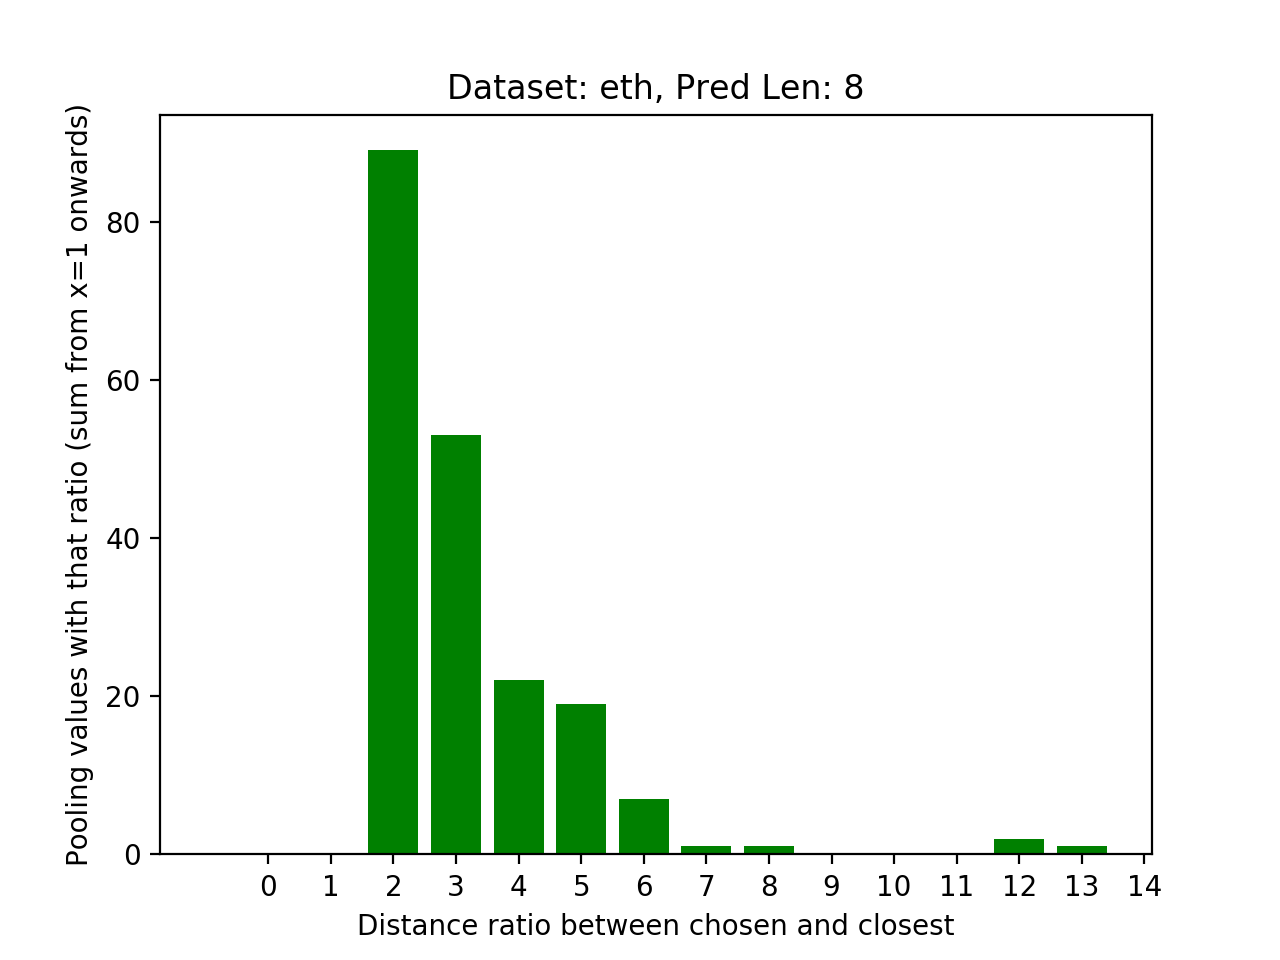 Dataset: eth, Pred Len: 8
Pooling values with that ratio (sum from x=1 onwards)
80
60
40
20
0
0 1 2 3 4 5 6 7 8 9 10 11 12 13 14
Distance ratio between chosen and closest